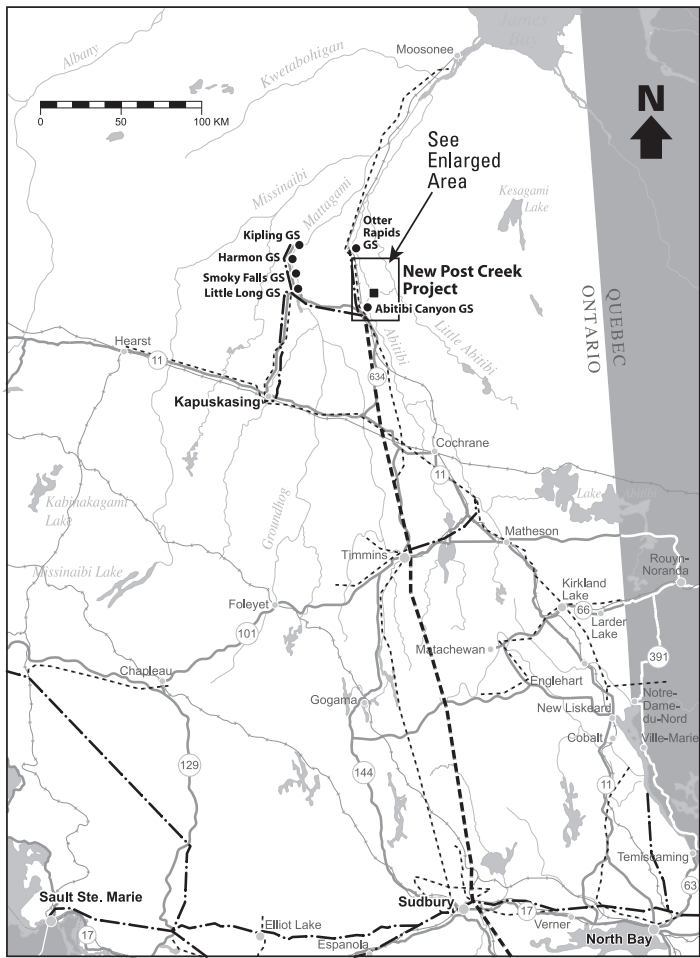 James
Bay
Moosonee
Albany
Kwetabohigan
0 50 100 KM
N
See
Enlarged
Area
Missinaibi
Mattagami
Kesagami
Lake
Otter
Rapids
GS
Kipling GS
Harmon GS
Smoky Falls GS
Little Long GS
New Post Creek
Project
Abitibi Canyon GS
QUEBEC
ONTARIO
Abitibi
Little Abitibi
Hearst
11
634
Kapuskasing
Cochrane
11
Kabinakagami
Lake
Groundhog
Lake Abitibi
Matheson
Timmins
Rouyn-
Noranda
Missinaibi Lake
Kirkland
Lake
66
Larder
Lake
Foleyet
101
Matachewan
391
Chapleau
Englehart
Gogama
Notre-
Dame-
du-Nord
New Liskeard
Cobalt
Ville-Marie
129
144
11
Temiscaming
63
Sault Ste. Marie
Sudbury
17
17
Elliot Lake
Verner
Espanola
North Bay